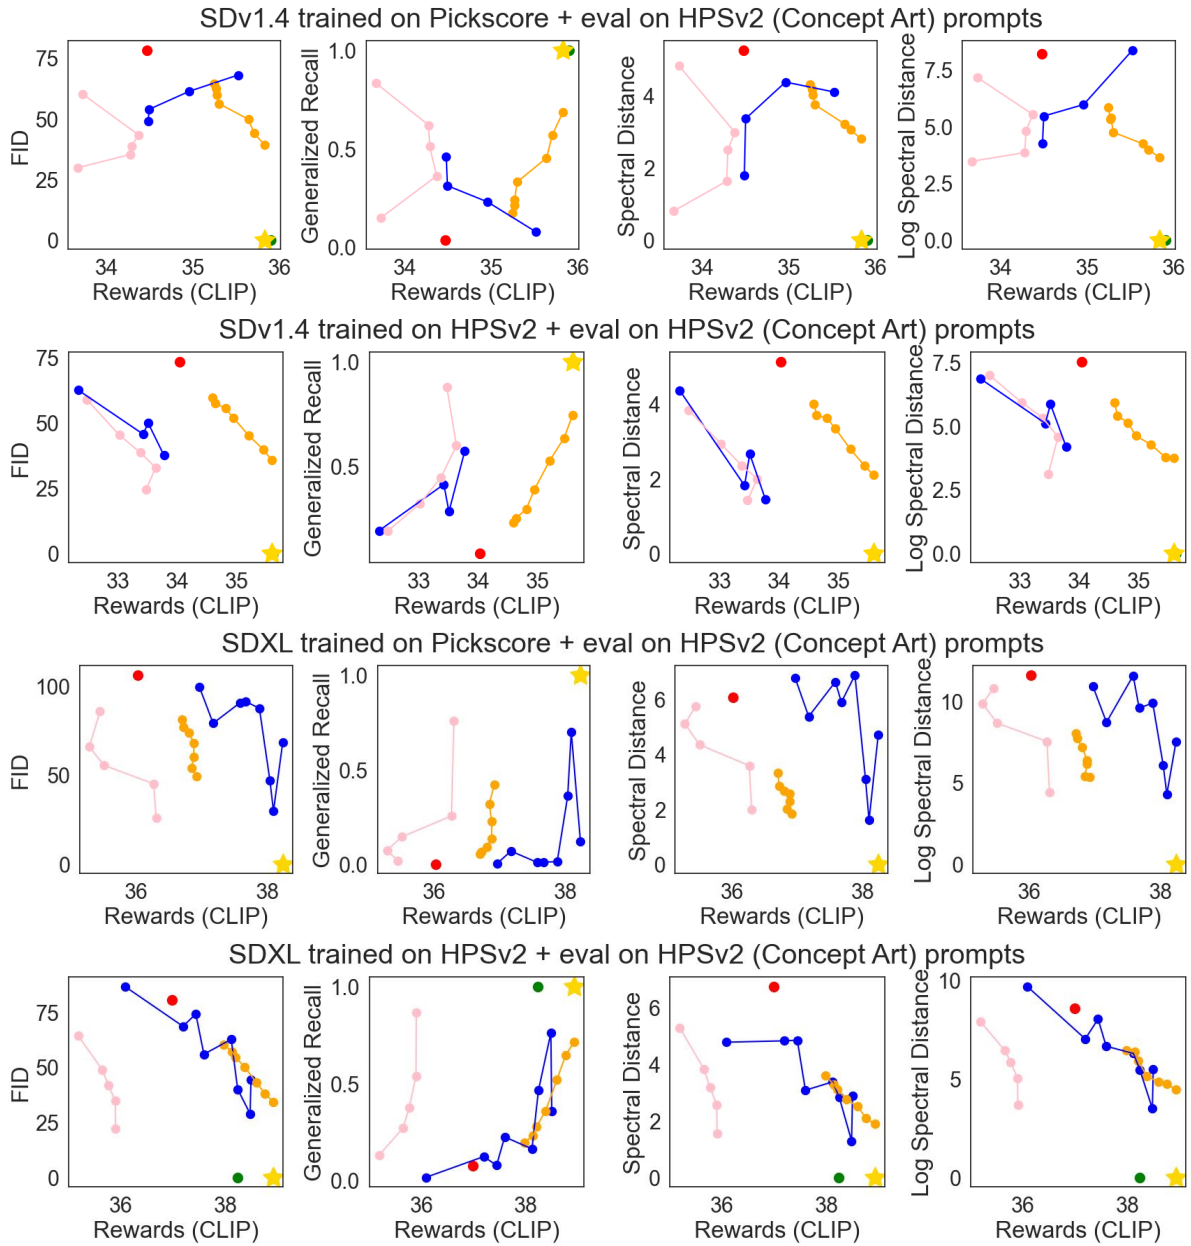 SDv1.4 trained on Pickscore + eval on HPSv2 (Concept Art) prompts
FID
75
50
25
0
34 35 36
Rewards (CLIP)
Generalized Recall
1.0
0.5
0.0
34 35 36
Rewards (CLIP)
Spectral Distance
4
2
0
34 35 36
Rewards (CLIP)
Log Spectral Distance
7.5
5.0
2.5
0.0
34 35 36
Rewards (CLIP)
SDv1.4 trained on HPSv2 + eval on HPSv2 (Concept Art) prompts
FID
75
50
25
0
33 34 35
Rewards (CLIP)
Generalized Recall
1.0
0.5
33 34 35
Rewards (CLIP)
Spectral Distance
4
2
0
33 34 35
Rewards (CLIP)
Log Spectral Distance
7.5
5.0
2.5
0.0
33 34 35
Rewards (CLIP)
SDXL trained on Pickscore + eval on HPSv2 (Concept Art) prompts
FID
100
50
0
36 38
Rewards (CLIP)
Generalized Recall
1.0
0.5
0.0
36 38
Rewards (CLIP)
Spectral Distance
6
4
2
0
36 38
Rewards (CLIP)
Log Spectral Distance
10
5
0
36 38
Rewards (CLIP)
SDXL trained on HPSv2 + eval on HPSv2 (Concept Art) prompts
FID
75
50
25
0
36 38
Rewards (CLIP)
Generalized Recall
1.0
0.5
0.0
36 38
Rewards (CLIP)
Spectral Distance
6
4
2
0
36 38
Rewards (CLIP)
Log Spectral Distance
10
5
0
36 38
Rewards (CLIP)